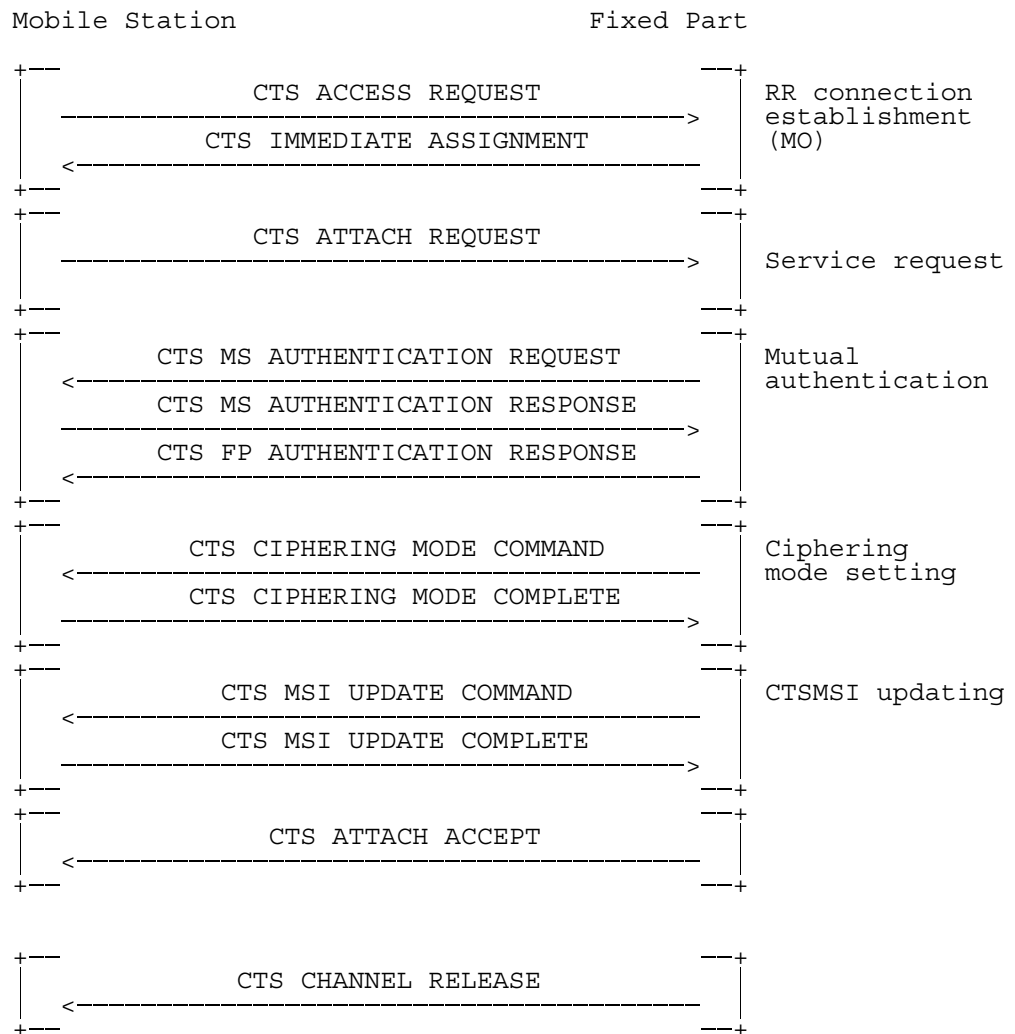 Mobile Station Fixed Part
CTS ACCESS REQUEST RR connection
establishment
CTS IMMEDIATE ASSIGNMENT (MO)
CTS ATTACH REQUEST
Service request
CTS MS AUTHENTICATION REQUEST Mutual
authentication
CTS MS AUTHENTICATION RESPONSE
CTS FP AUTHENTICATION RESPONSE
CTS CIPHERING MODE COMMAND Ciphering
mode setting
CTS CIPHERING MODE COMPLETE
CTS MSI UPDATE COMMAND CTSMSI updating
CTS MSI UPDATE COMPLETE
CTS ATTACH ACCEPT
CTS CHANNEL RELEASE